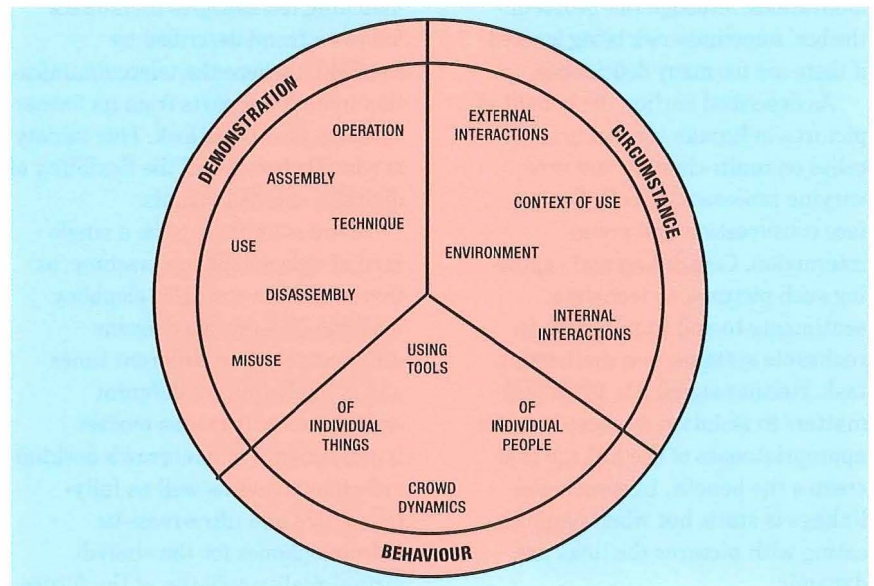 DEMONSTRATION
OPERATION
ASSEMBLY
TECHNIQUE
USE
DISASSEMBLY
MISUSE
CIRCUMSTANCE
EXTERNAL
INTERACTIONS
CONTEXT OF USE
ENVIRONMENT
INTERNAL
INTERACTIONS
USING
TOOLS
OF
INDIVIDUAL
THINGS
OF
INDIVIDUAL
PEOPLE
CROWD
DYNAMICS
BEHAVIOUR